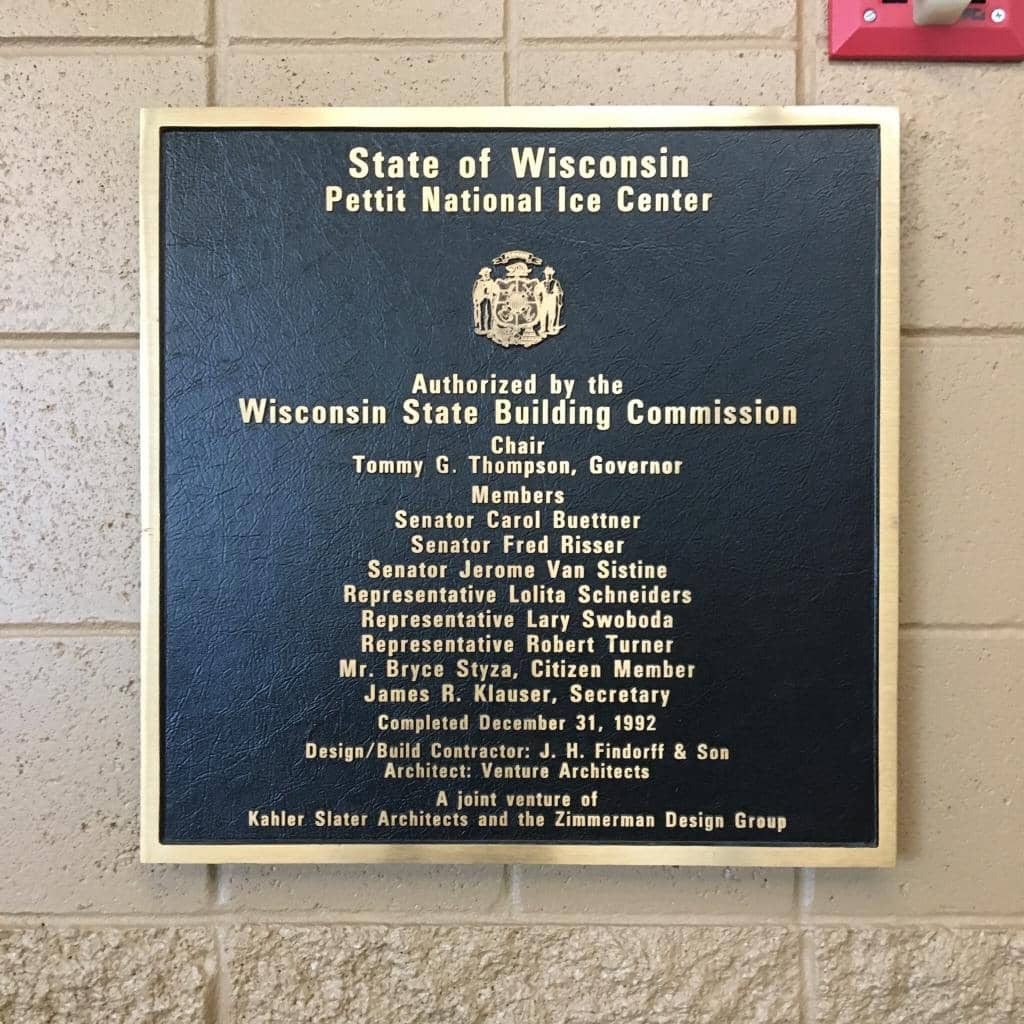 State of Wisconsin
Pettit National Ice Center
Authorized by the
Wisconsin State Building Commission
Chair
Tommy G. Thompson, Governor
Members
Senator Carol Buettner
Senator Fred Risser
Senator Jerome Van Sistine
Representative Lolita Schneiders
Representative Lary Swoboda
Representative Robert Turner
Mr. Bryce Styza, Citizen Member
James R. Klauser, Secretary
Completed December 31, 1992
Design/Build Contractor: J. H. Findorff & Son
Architect: Venture Architects
A joint venture of
Kahler Slater Architects and the Zimmerman Design Group